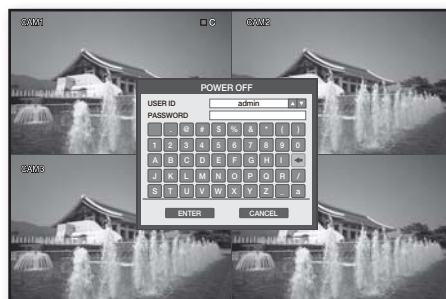 CAM1 C CAM2
POWER OFF
USER ID admin
PASSWORD
. @ # $ % & * ( )
1 2 3 4 5 6 7 8 9 0
A B C D E F G H I
J K L M N O P Q R /
S T U V W X Y Z _ a
ENTER CANCEL
CAM3